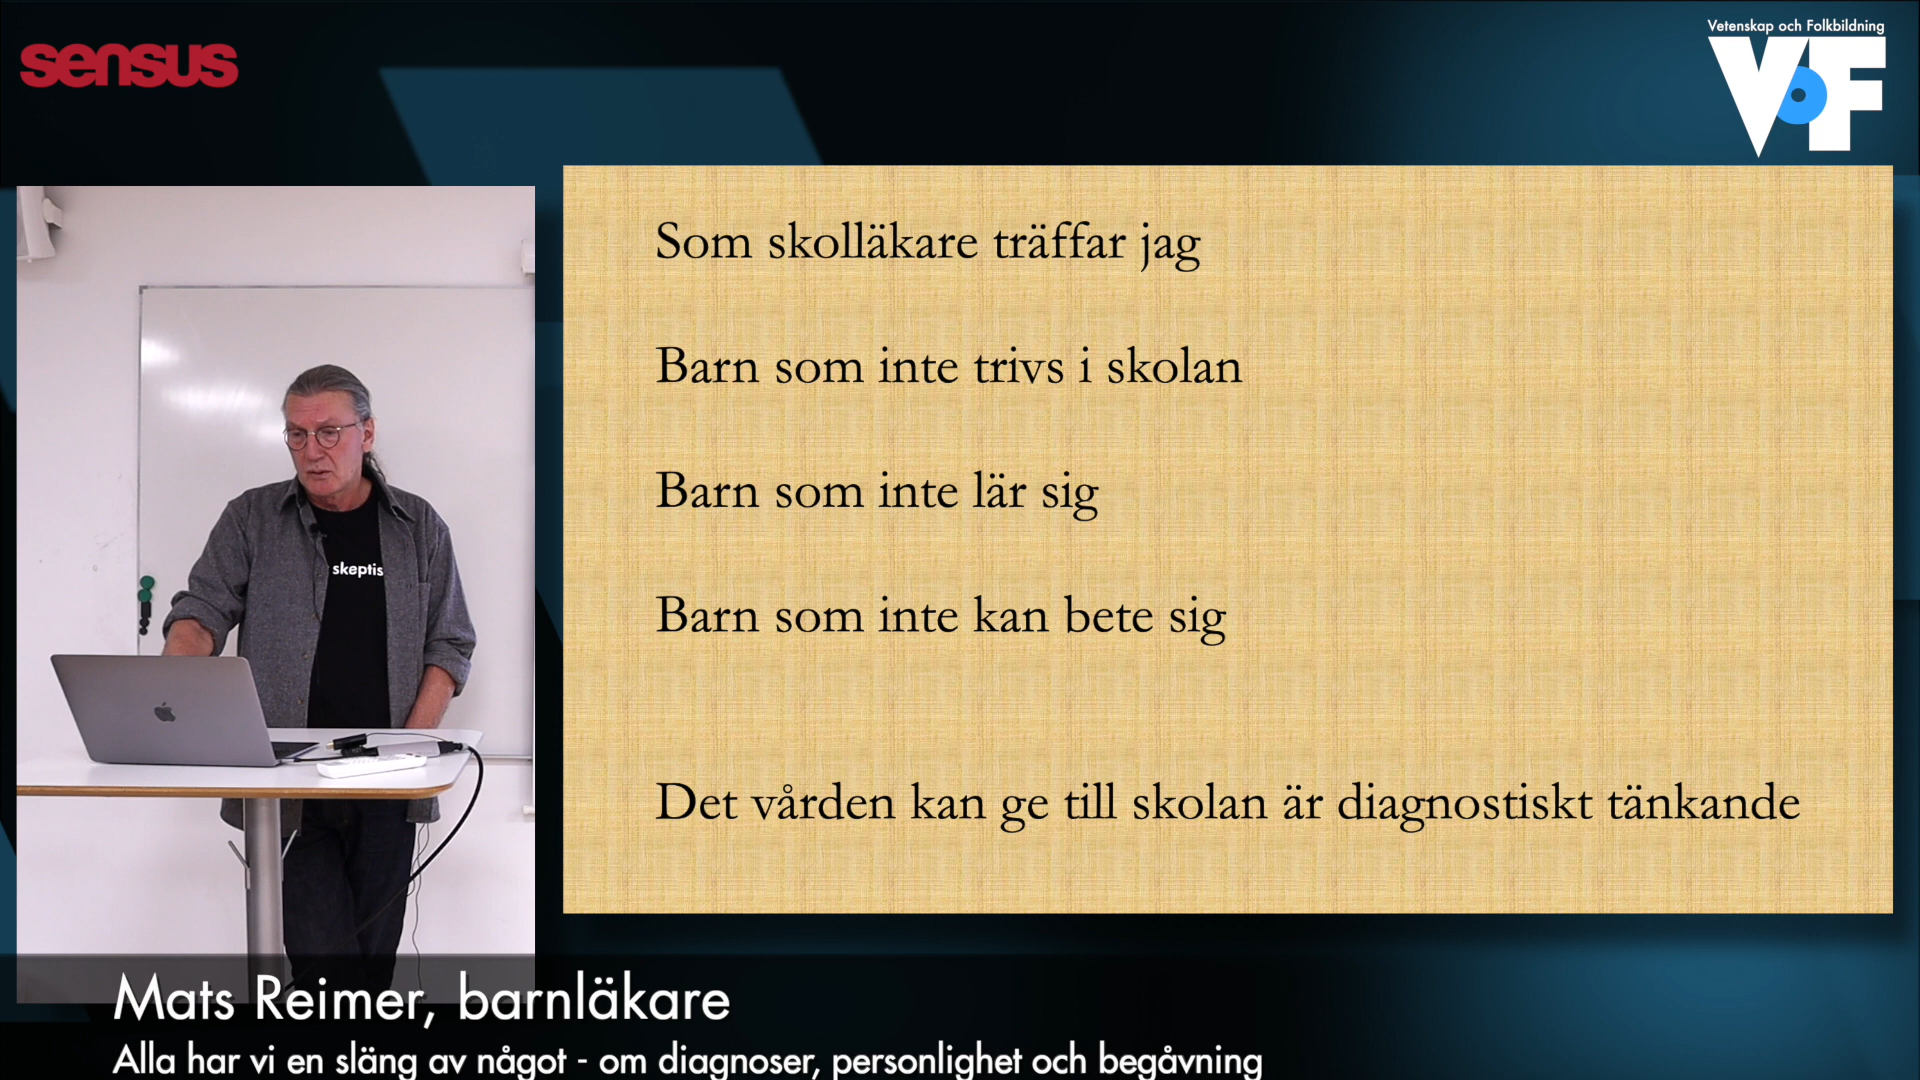 sensus
Vetenskap och Folkbildning
VoF
Som skolläkare träffar jag
Barn som inte trivs i skolan
Barn som inte lär sig
Barn som inte kan bete sig
Det vården kan ge till skolan är diagnostiskt tänkande
skeptis
Mats Reimer, barnläkare
Alla har vi en släng av något - om diagnoser, personlighet och begåvning